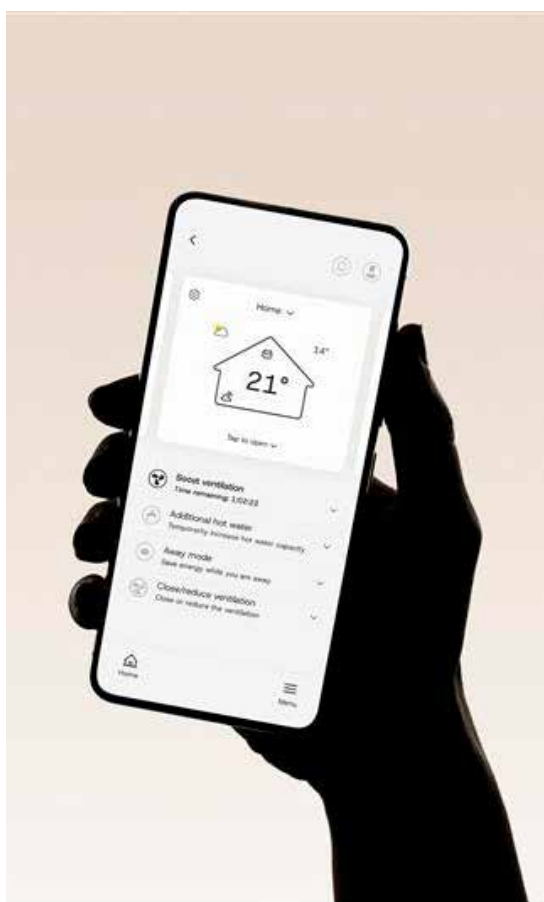 Home
14°
21°
Tap to open
Boost ventilation
Time remaining: 1:02:23
Additional hot water
Temporarily increase hot water capacity
Away mode
Save energy while you are away
Close/reduce ventilation
Close or reduce the ventilation
Home
Menu